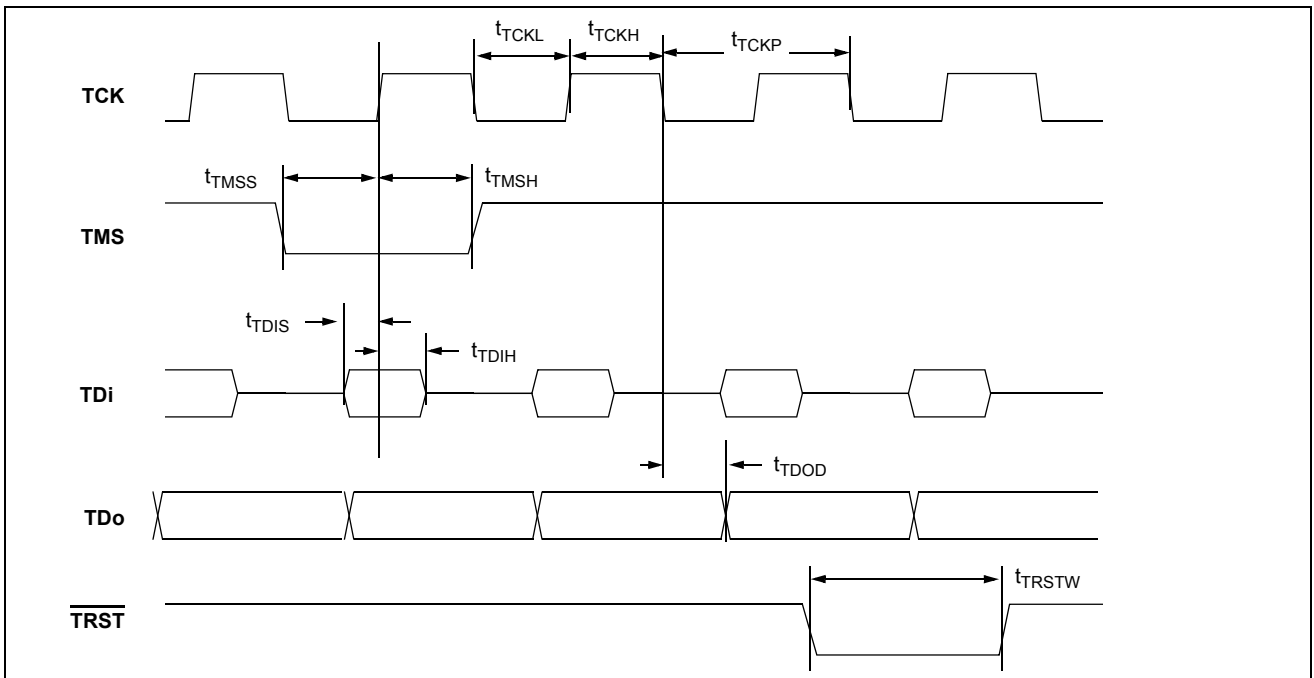 tTCKL tTCKH tTCKP
TCK
tTMSS tTMSH
TMS
tTDIS
tTDIH
TDi
tTDOD
TDo
tTRSTW
TRST